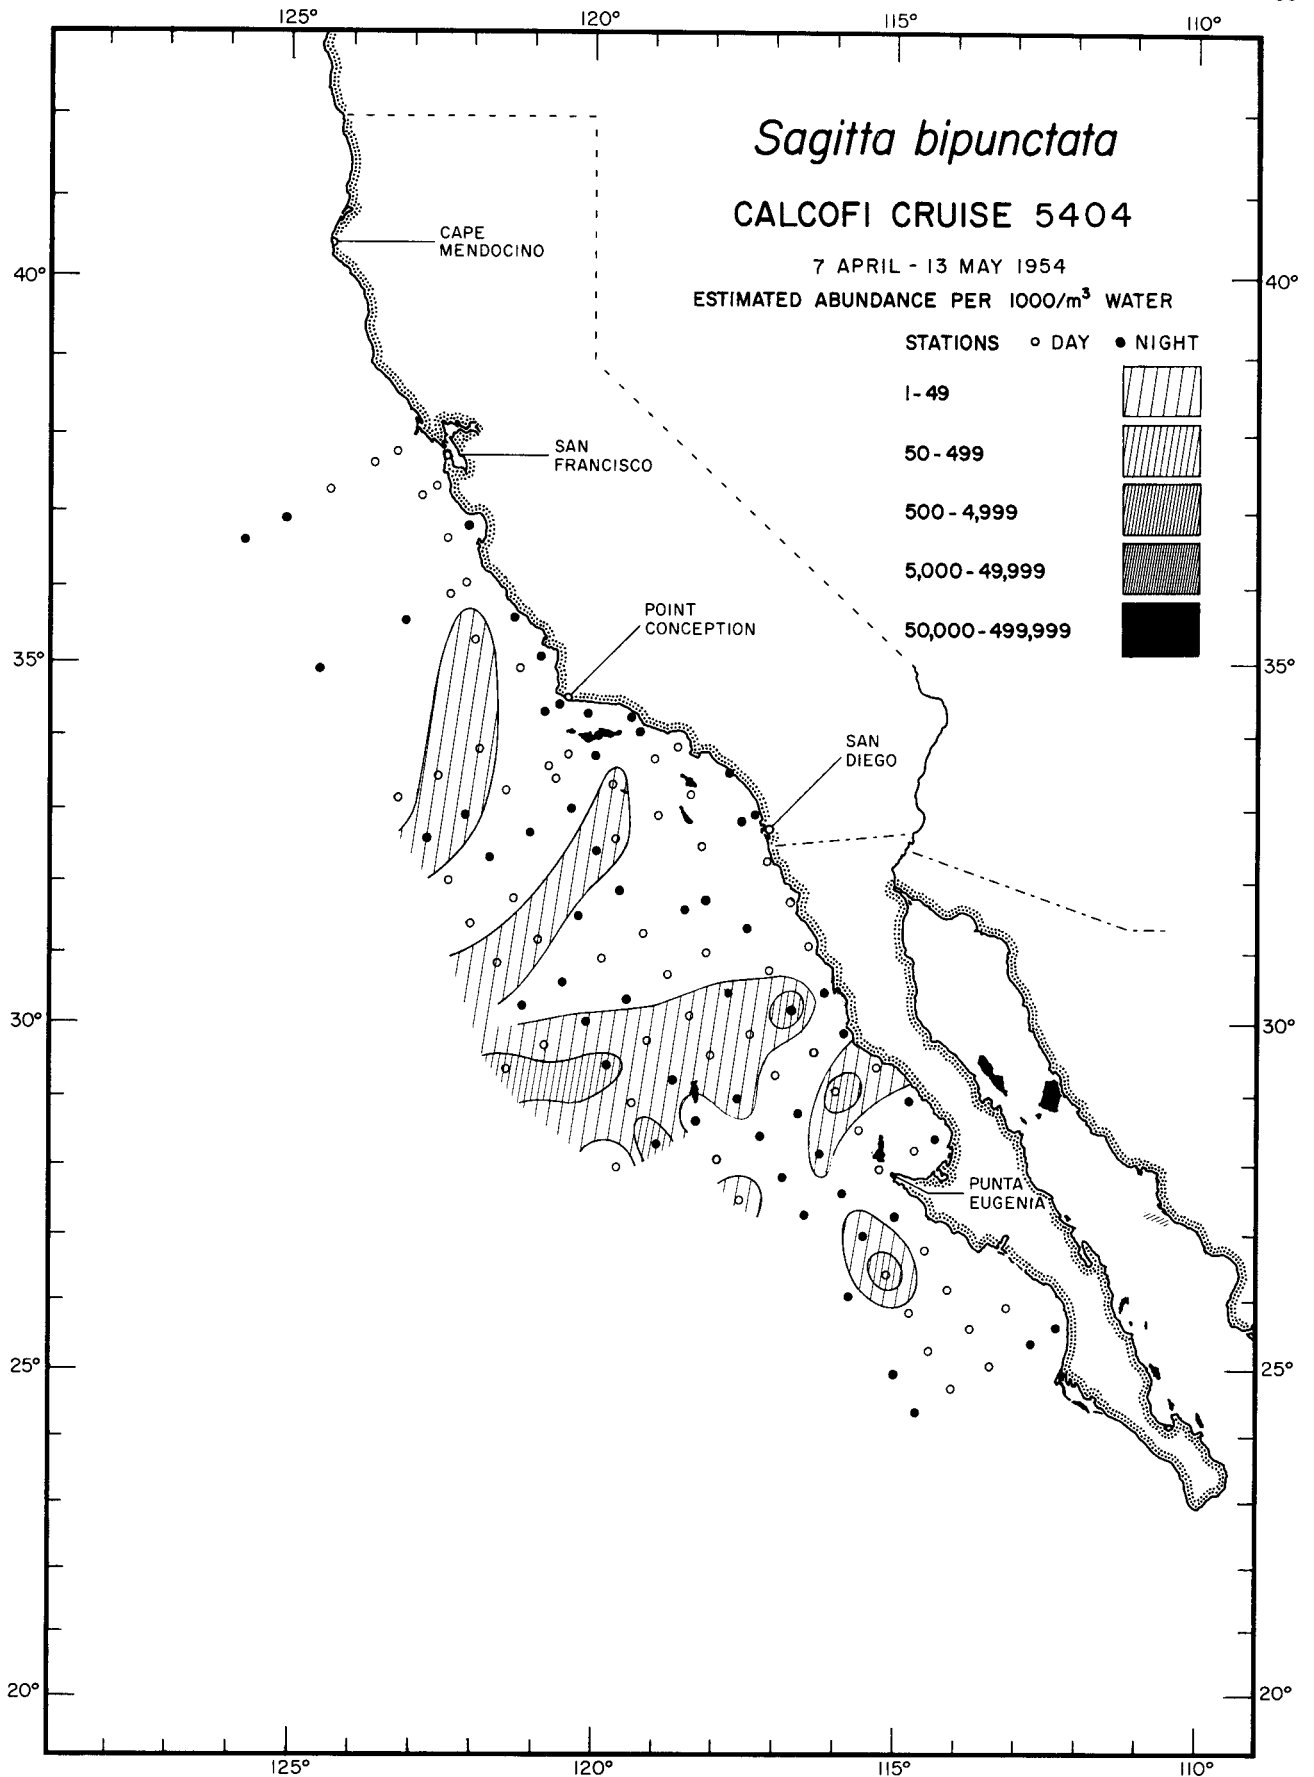 125° 120° 115° 110°
Sagitta bipunctata
CALCOFI CRUISE 5404
7 APRIL - 13 MAY 1954
ESTIMATED ABUNDANCE PER 1000/m³ WATER
STATIONS ○ DAY ● NIGHT
1-49
50-499
500-4,999
5,000-49,999
50,000-499,999
CAPE
MENDOCINO
40° 40°
SAN
FRANCISCO
POINT
CONCEPTION
35° 35°
SAN
DIEGO
30° 30°
PUNTA
EUGENIA
25° 25°
20° 20°
125° 120° 115° 110°